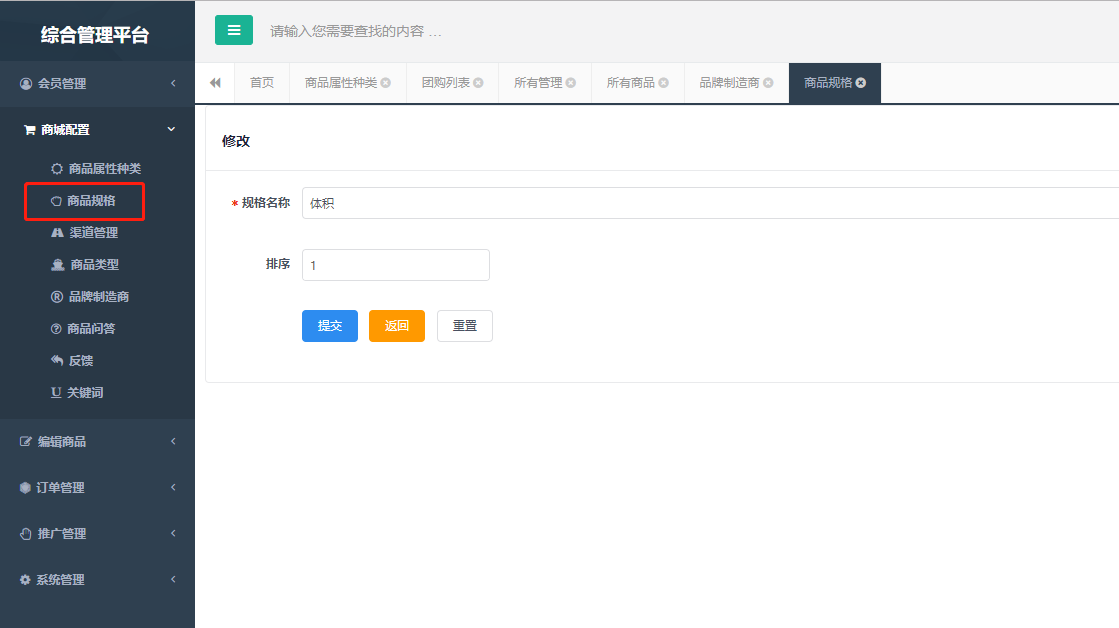 综合管理平台
请输入您需要查找的内容 …
会员管理
首页
商品属性种类
团购列表
所有管理
所有商品
品牌制造商
商品规格
商城配置
商品属性种类
商品规格
渠道管理
商品类型
品牌制造商
商品问答
反馈
关键词
编辑商品
订单管理
推广管理
系统管理
修改
* 规格名称
体积
排序
1
提交
返回
重置